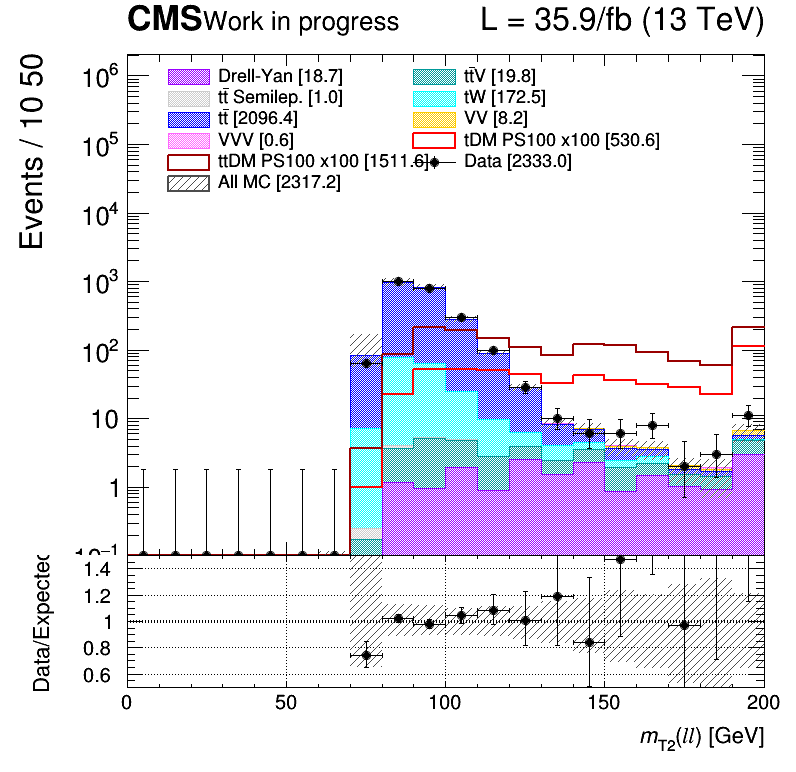 CMS Work in progress L = 35.9/fb (13 TeV)
Events / 10 50
Drell-Yan [18.7] tt̄V [19.8]
tt̄ Semilep. [1.0] tW [172.5]
tt̄ [2096.4] VV [8.2]
VVV [0.6] tDM PS100 x100 [530.6]
ttDM PS100 x100 [1511.6] Data [2333.0]
All MC [2317.2]
10⁶
10⁵
10⁴
10³
10²
10
1
10⁻¹
Data/Expected
1.4
1.2
1
0.8
0.6
0 50 100 150 200
m_T2(ll) [GeV]